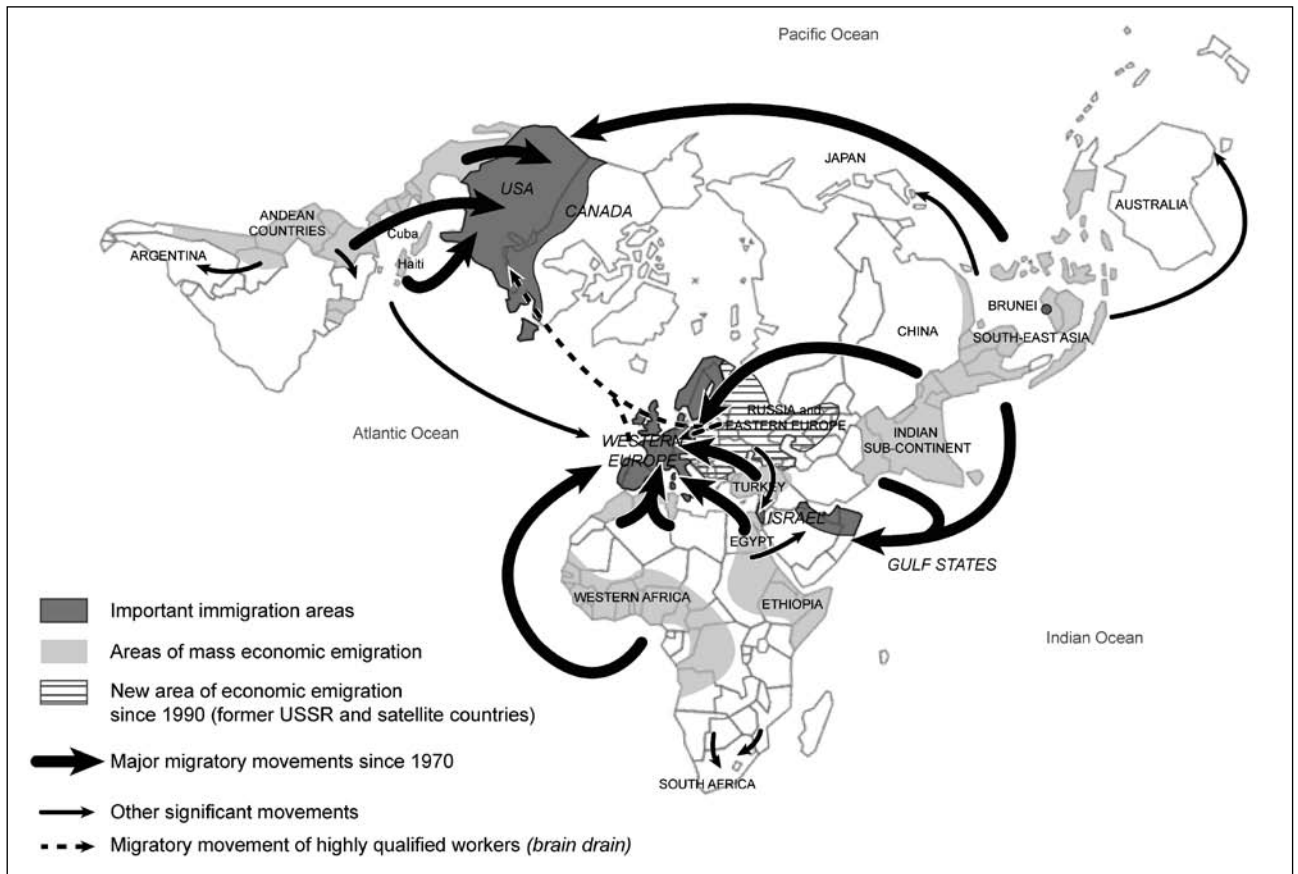 Pacific Ocean
JAPAN
USA
AUSTRALIA
CANADA
ANDEAN
COUNTRIES
Cuba
ARGENTINA
Haiti
BRUNEI
CHINA
SOUTH-EAST ASIA
RUSSIA and
EASTERN EUROPE
Atlantic Ocean
WESTERN
EUROPE
INDIAN
SUB-CONTINENT
TURKEY
ISRAEL
EGYPT
GULF STATES
WESTERN AFRICA
ETHIOPIA
Indian Ocean
SOUTH AFRICA
Important immigration areas
Areas of mass economic emigration
New area of economic emigration
since 1990 (former USSR and satellite countries)
Major migratory movements since 1970
Other significant movements
Migratory movement of highly qualified workers (brain drain)